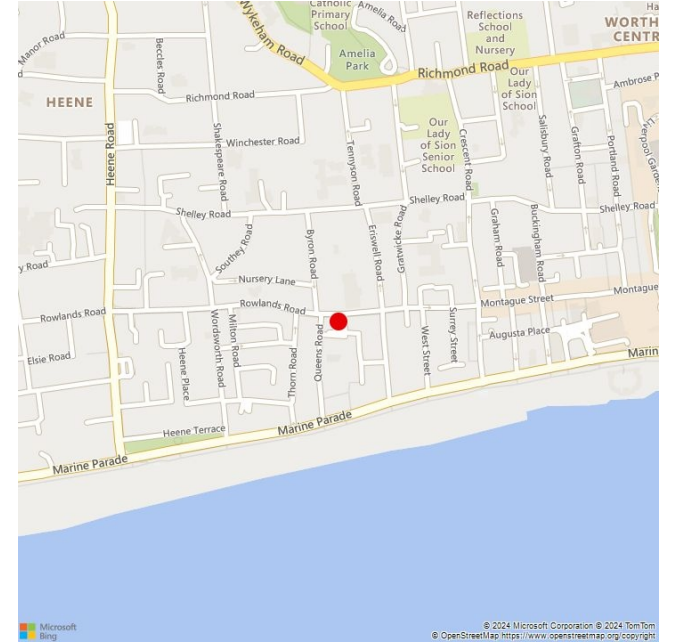 Catholic
Primary
School
Amelia Road
Reflections
School
and
Nursery
WORTH
CENTR
Manor Road
Beccles Road
Wykeham Road
Amelia
Park
Richmond Road
Our
Lady
of Sion
School
Ambrose P
HEENE
Richmond Road
Our
Lady
of Sion
Senior
School
Heene Road
Shakespeare Road
Winchester Road
Tennyson Road
Crescent Road
Salisbury Road
Grafton Road
Portland Road
Shelley Road
Shelley Road
Shelley Road
Southey Road
Byron Road
Eriswell Road
Gratwicke Road
Graham Road
Buckingham Road
y Road
Nursery Lane
Rowlands Road
Rowlands Road
Montague Street
Montague
Milton Road
Wordsworth Road
Queens Road
West Street
Surrey Street
Augusta Place
Elsie Road
Heene Place
Thorn Road
Marin
Heene Terrace
Marine Parade
Marine Parade
Microsoft
Bing
© 2024 Microsoft Corporation © 2024 TomTom
© OpenStreetMap https://www.openstreetmap.org/copyright